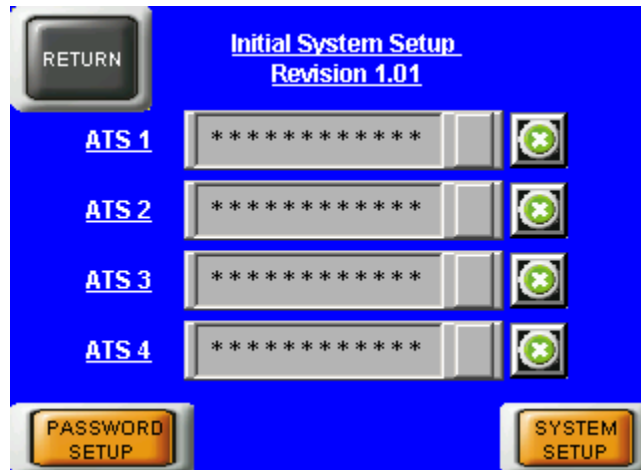 RETURN
Initial System Setup
Revision 1.01
ATS 1
************
ATS 2
************
ATS 3
************
ATS 4
************
PASSWORD
SETUP
SYSTEM
SETUP